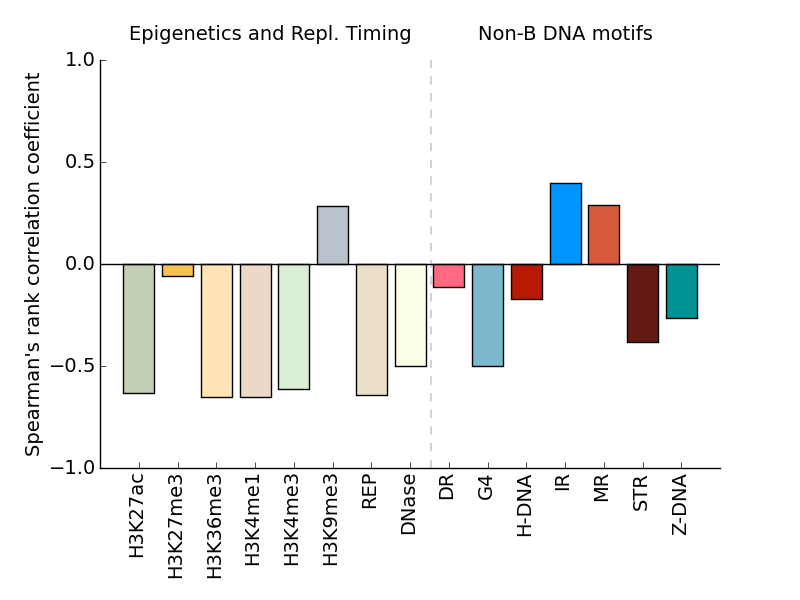 Epigenetics and Repl. Timing
Non-B DNA motifs
Spearman's rank correlation coefficient
1.0
0.5
0.0
−0.5
−1.0
H3K27ac
H3K27me3
H3K36me3
H3K4me1
H3K4me3
H3K9me3
REP
DNase
DR
G4
H-DNA
IR
MR
STR
Z-DNA